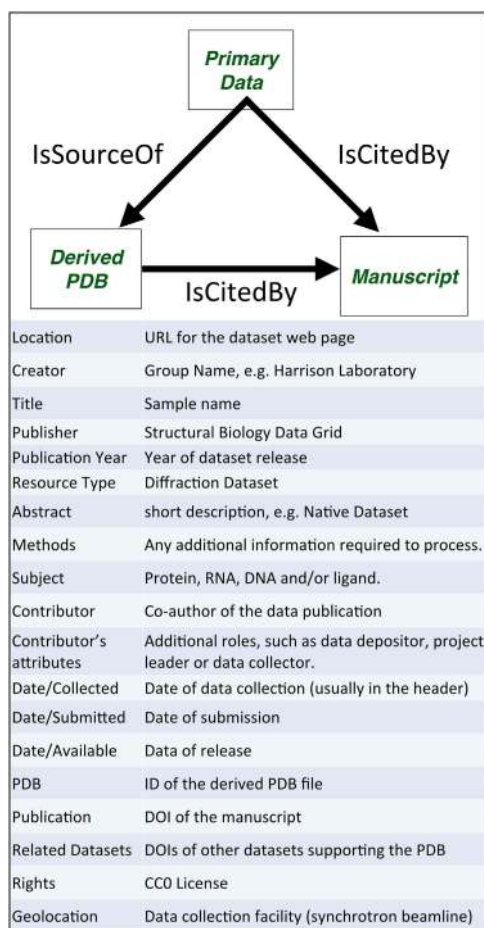 Primary
Data
IsSourceOf
IsCitedBy
Derived
PDB
IsCitedBy
Manuscript
Location URL for the dataset web page
Creator Group Name, e.g. Harrison Laboratory
Title Sample name
Publisher Structural Biology Data Grid
Publication Year Year of dataset release
Resource Type Diffraction Dataset
Abstract short description, e.g. Native Dataset
Methods Any additional information required to process.
Subject Protein, RNA, DNA and/or ligand.
Contributor Co-author of the data publication
Contributor's Additional roles, such as data depositor, project
attributes leader or data collector.
Date/Collected Date of data collection (usually in the header)
Date/Submitted Date of submission
Date/Available Data of release
PDB ID of the derived PDB file
Publication DOI of the manuscript
Related Datasets DOIs of other datasets supporting the PDB
Rights CC0 License
Geolocation Data collection facility (synchrotron beamline)